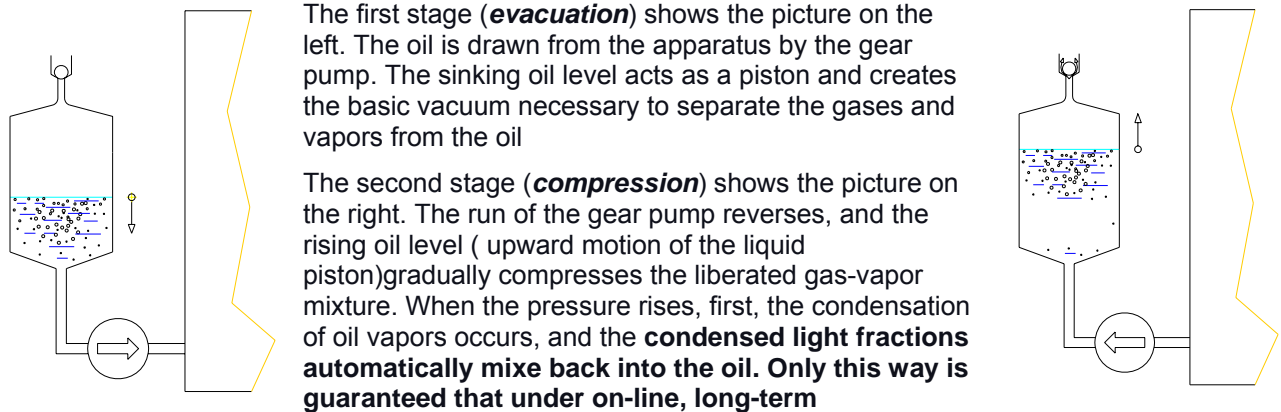 The first stage (evacuation) shows the picture on the
left. The oil is drawn from the apparatus by the gear
pump. The sinking oil level acts as a piston and creates
the basic vacuum necessary to separate the gases and
vapors from the oil
The second stage (compression) shows the picture on
the right. The run of the gear pump reverses, and the
rising oil level ( upward motion of the liquid
piston)gradually compresses the liberated gas-vapor
mixture. When the pressure rises, first, the condensation
of oil vapors occurs, and the condensed light fractions
automatically mixe back into the oil. Only this way is
guaranteed that under on-line, long-term